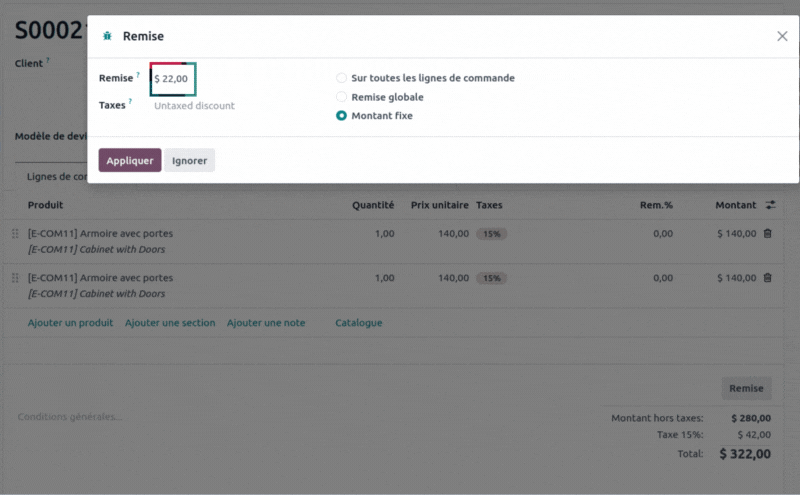 S0002
Remise
Client ?
Remise ? $ 22,00
Sur toutes les lignes de commande
Remise globale
Taxes ? Untaxed discount
Montant fixe
Modèle de devi
Appliquer Ignorer
Lignes de co
Produit Quantité Prix unitaire Taxes Rem.% Montant
[E-COM11] Armoire avec portes 1,00 140,00 15% 0,00 $ 140,00
[E-COM11] Cabinet with Doors
[E-COM11] Armoire avec portes 1,00 140,00 15% 0,00 $ 140,00
[E-COM11] Cabinet with Doors
Ajouter un produit Ajouter une section Ajouter une note Catalogue
Remise
Conditions générales...
Montant hors taxes: $ 280,00
Taxe 15%: $ 42,00
Total: $ 322,00